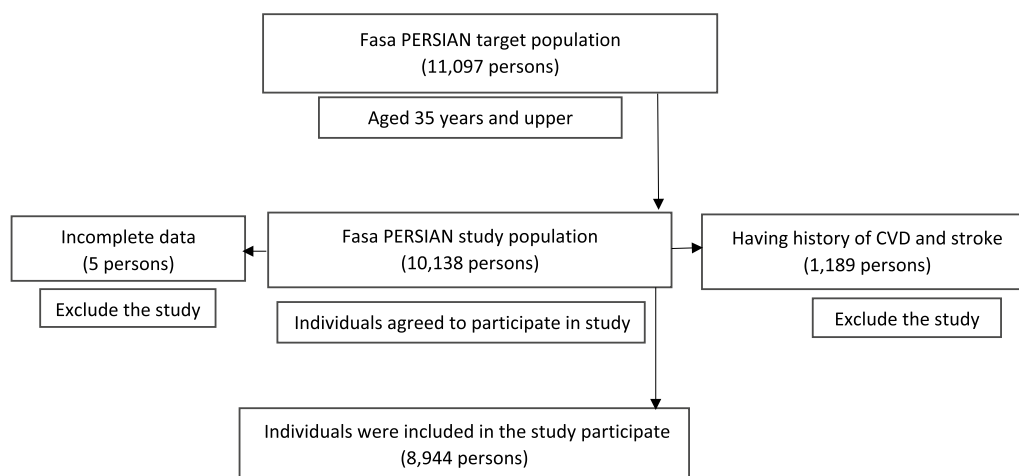 Fasa PERSIAN target population
(11,097 persons)
Aged 35 years and upper
Incomplete data
(5 persons)
Exclude the study
Fasa PERSIAN study population
(10,138 persons)
Individuals agreed to participate in study
Having history of CVD and stroke
(1,189 persons)
Exclude the study
Individuals were included in the study participate
(8,944 persons)